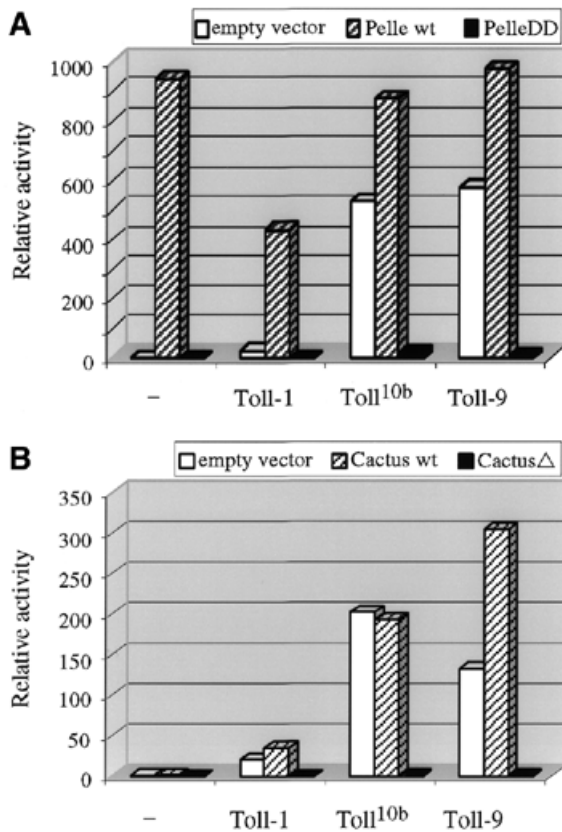 A
empty vector Pelle wt PelleDD
Relative activity
1000
800
600
400
200
0
– Toll-1 Toll10b Toll-9
B
empty vector Cactus wt Cactus△
Relative activity
350
300
250
200
150
100
50
0
– Toll-1 Toll10b Toll-9